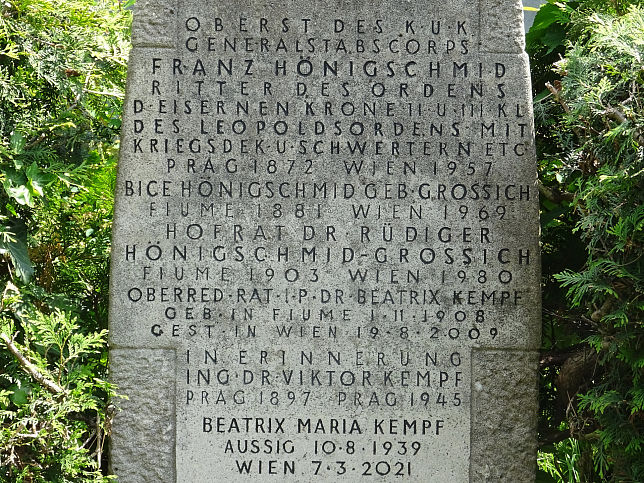 OBERST DES K·U·K
GENERALSTABSCORPS·
FRANZ HÖNIGSCHMID
RITTER DES ORDENS
D·EISERNEN KRONE II·U·III KL
DES LEOPOLDSORDENS MIT
KRIEGSDEK·U·SCHWERTERN ETC
PRAG 1872 WIEN 1957
BICE HÖNIGSCHMID GEB·GROSSICH
FIUME 1881 WIEN 1969
HOFRAT DR RÜDIGER
HÖNIGSCHMID-GROSSICH
FIUME 1903 WIEN 1980
OBERRED·RAT·I·P·DR·BEATRIX KEMPF
GEB·IN FIUME 1·11·1908
GEST·IN WIEN 19·8·2009
IN ERINNERUNG
ING·DR·VIKTOR KEMPF
PRAG 1897 PRAG 1945
BEATRIX MARIA KEMPF
AUSSIG 10·8·1939
WIEN 7·3·2021